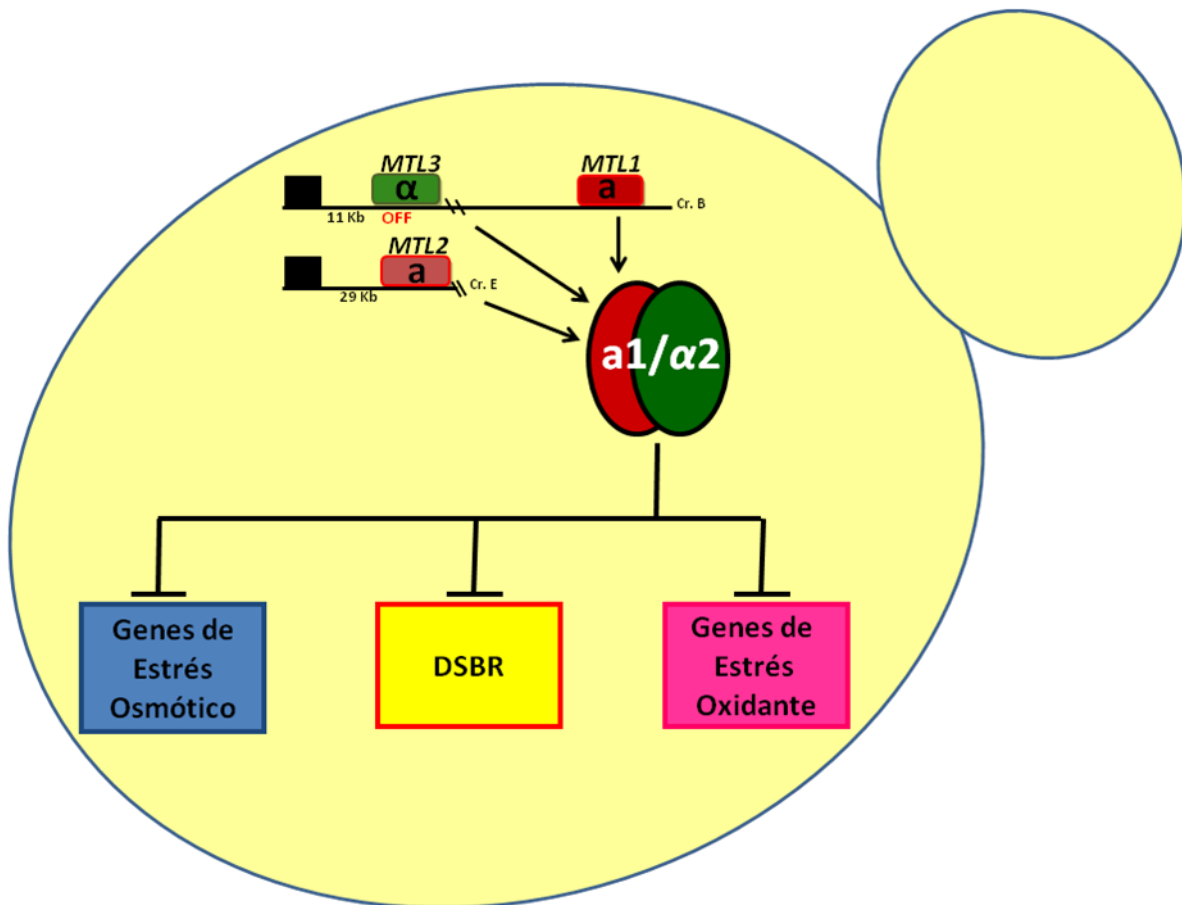 MTL3
MTL1
α
a
Cr. B
11 Kb
OFF
MTL2
a
Cr. E
29 Kb
a1/α2
Genes de
Estrés
Osmótico
DSBR
Genes de
Estrés
Oxidante